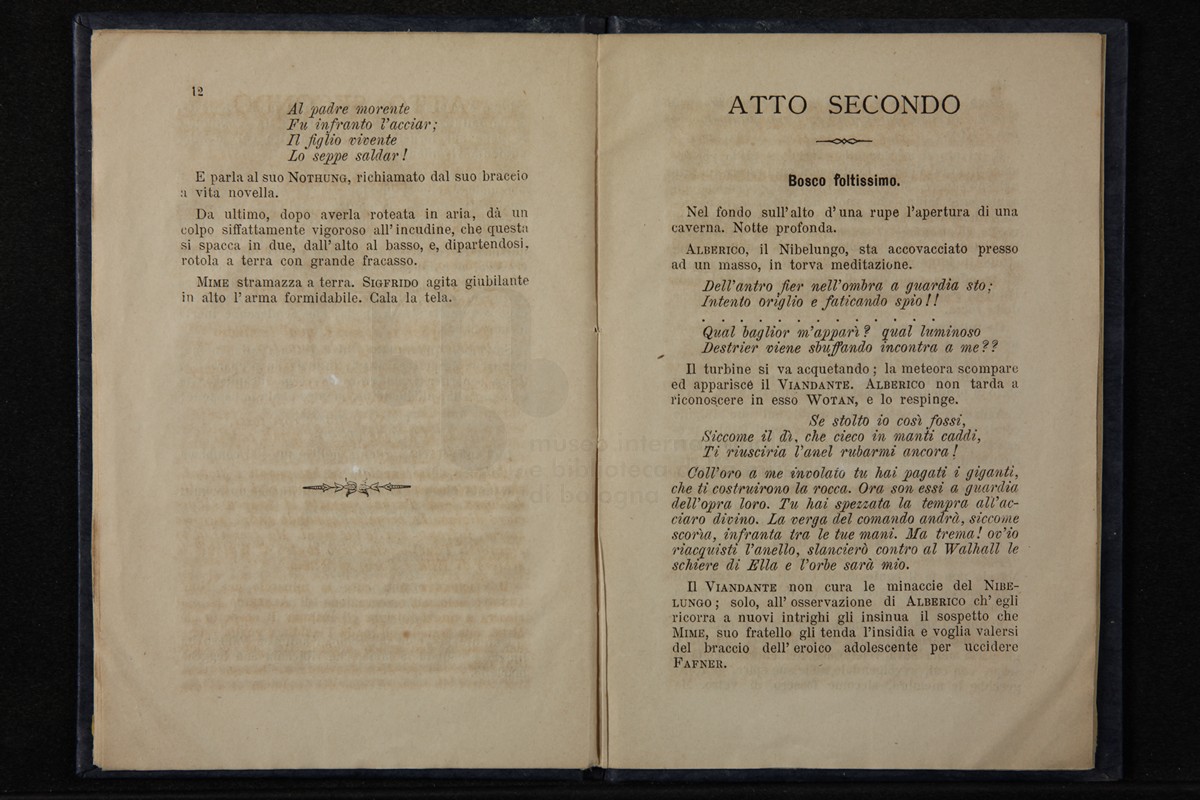 12
Al padre morente
Fu infranto l'acciar;
Il figlio vivente
Lo seppe saldar!
E parla al suo NOTHUNG, richiamato dal suo braccio
a vita novella.
Da ultimo, dopo averla roteata in aria, dà un
colpo siffattamente vigoroso all'incudine, che questa
si spacca in due, dall'alto al basso, e, dipartendosi,
rotola a terra con grande fracasso.
MIME stramazza a terra. SIGFRIDO agita giubilante
in alto l'arma formidabile. Cala la tela.
ATTO SECONDO
Bosco foltissimo.
Nel fondo sull'alto d'una rupe l'apertura di una
caverna. Notte profonda.
ALBERICO, il Nibelungo, sta accovacciato presso
ad un masso, in torva meditazione.
Dell'antro fier nell'ombra a guardia sto;
Intento origlio e faticando spio!!
. . . . . . . . . . . . .
Qual baglior m'apparì? qual luminoso
Destrier viene sbuffando incontra a me??
Il turbine si va acquetando; la meteora scompare
ed apparisce il VIANDANTE. ALBERICO non tarda a
riconoscere in esso WOTAN, e lo respinge.
Se stolto io così fossi,
Siccome il dì, che cieco in manti caddi,
Ti riusciria l'anel rubarmi ancora!
Coll'oro a me involato tu hai pagati i giganti,
che ti costruirono la rocca. Ora son essi a guardia
dell'opra loro. Tu hai spezzata la tempra all'ac-
ciaro divino. La verga del comando andrà, siccome
scorìa, infranta tra le tue mani. Ma trema! ov'io
riacquisti l'anello, slancierò contro al Walhall le
schiere di Ella e l'orbe sarà mio.
Il VIANDANTE non cura le minaccie del NIBE-
LUNGO; solo, all'osservazione di ALBERICO ch'egli
ricorra a nuovi intrighi gli insinua il sospetto che
MIME, suo fratello gli tenda l'insidia e voglia valersi
del braccio dell'eroico adolescente per uccidere
FAFNER.
museo interna
e biblioteca d
di bologna